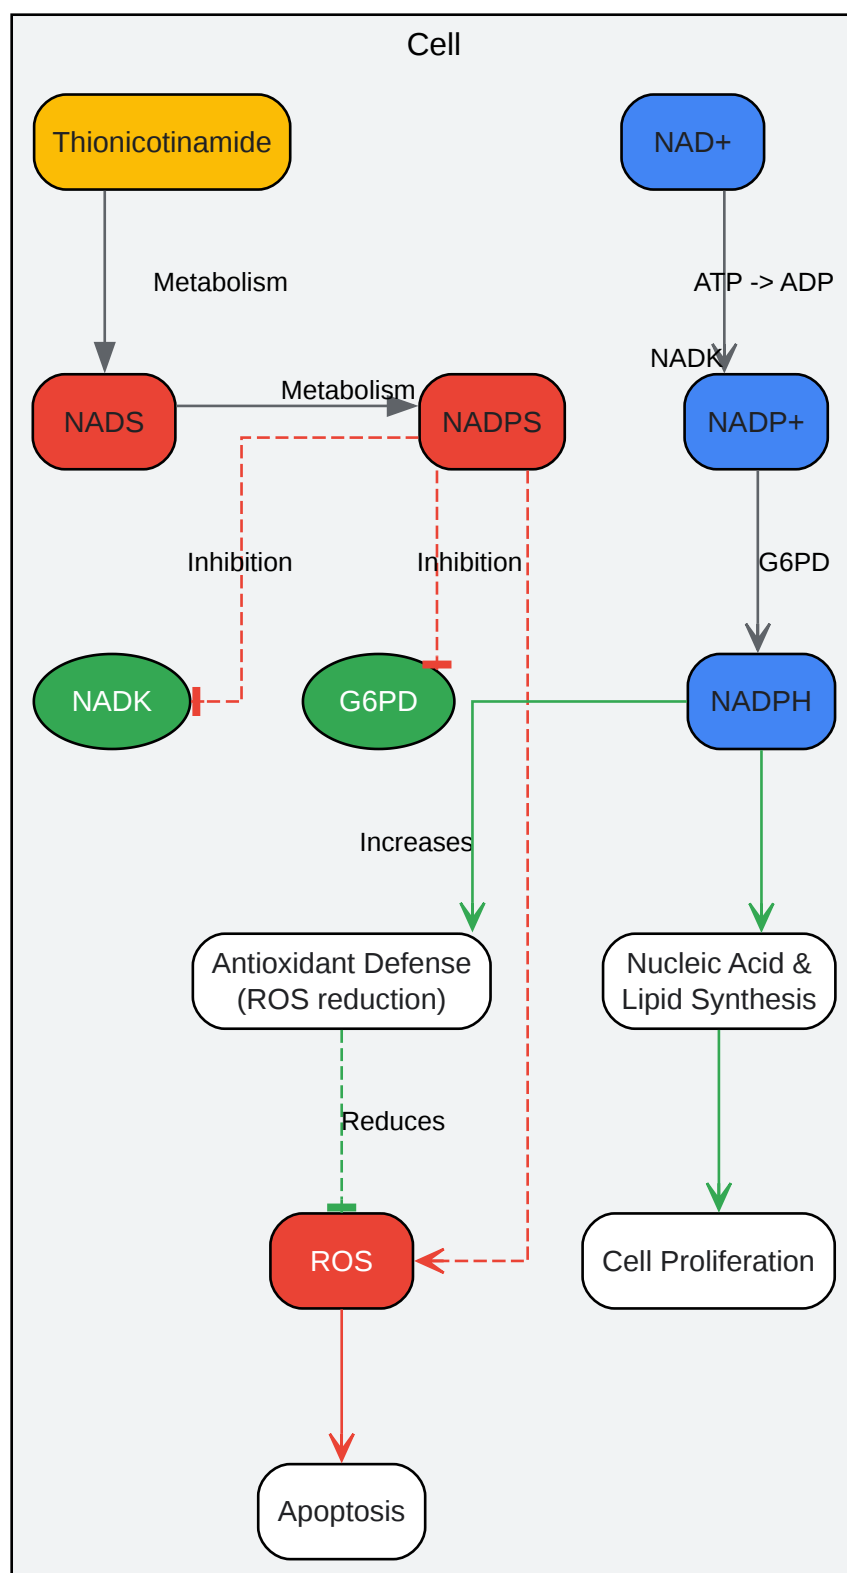 Cell
Thionicotinamide
NAD+
Metabolism
ATP -> ADP
NADK
NADS
Metabolism
NADPS
NADP+
Inhibition
Inhibition
G6PD
NADK
G6PD
NADPH
Increases
Antioxidant Defense
(ROS reduction)
Nucleic Acid &
Lipid Synthesis
Reduces
ROS
Cell Proliferation
Apoptosis